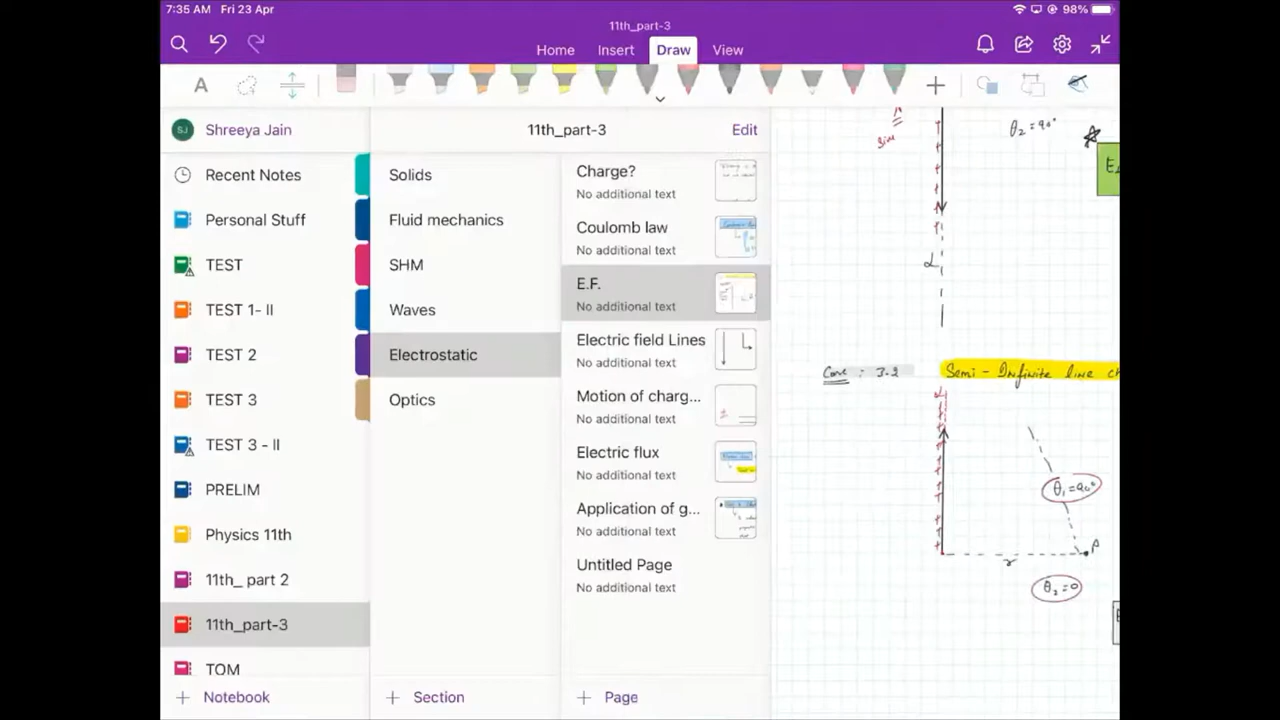 7:35 AM Fri 23 Apr
98%
11th_part-3
Home Insert Draw View
A
SJ Shreeya Jain
Recent Notes
Personal Stuff
TEST
TEST 1- II
TEST 2
TEST 3
TEST 3 - II
PRELIM
Physics 11th
11th_ part 2
11th_part-3
TOM
+ Notebook
Solids
Fluid mechanics
SHM
Waves
Electrostatic
Optics
+ Section
11th_part-3 Edit
Charge?
No additional text
Coulomb law
No additional text
E.F.
No additional text
Electric field Lines
No additional text
Motion of charg...
No additional text
Electric flux
No additional text
Application of g...
No additional text
Untitled Page
No additional text
+ Page
θ₂ = 90°
Case : 3.2 Semi - Infinite line
θ₁ = 90°
P
r
θ₂ = 0